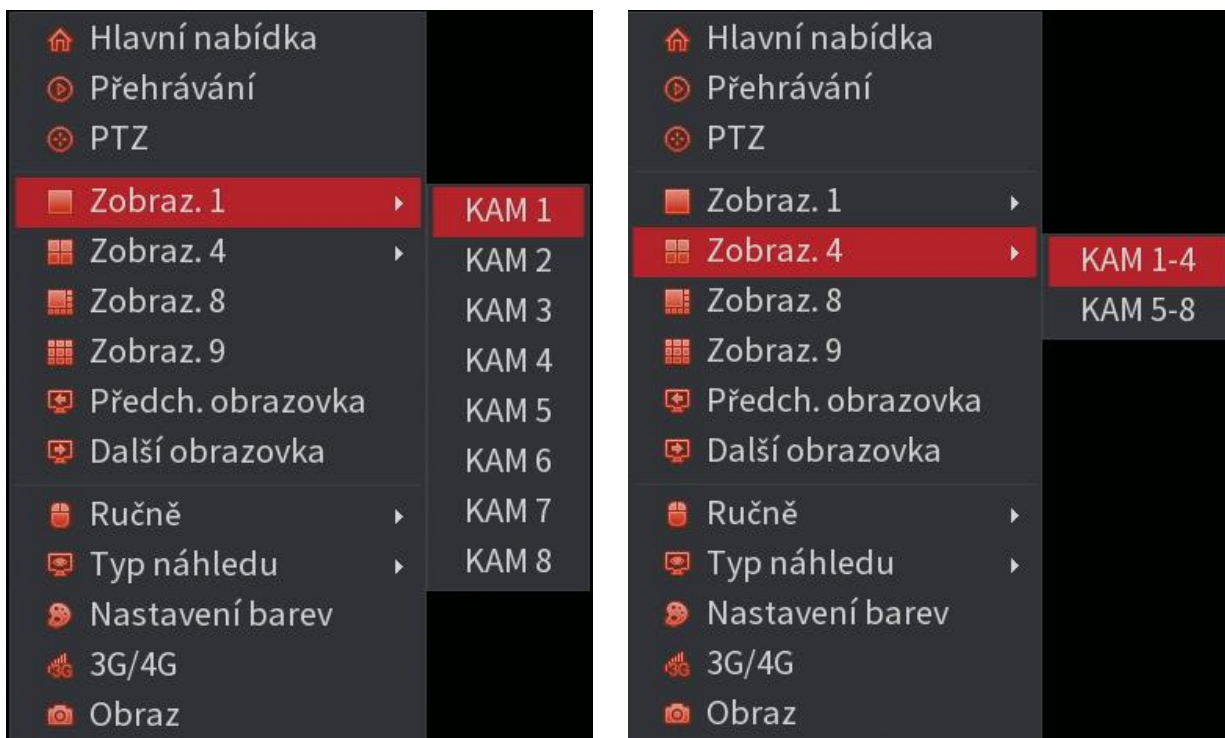 Hlavní nabídka
Přehrávání
PTZ
Zobraz. 1
Zobraz. 4
Zobraz. 8
Zobraz. 9
Předch. obrazovka
Další obrazovka
Ručně
Typ náhledu
Nastavení barev
3G/4G
Obraz
KAM 1
KAM 2
KAM 3
KAM 4
KAM 5
KAM 6
KAM 7
KAM 8
Hlavní nabídka
Přehrávání
PTZ
Zobraz. 1
Zobraz. 4
Zobraz. 8
Zobraz. 9
Předch. obrazovka
Další obrazovka
Ručně
Typ náhledu
Nastavení barev
3G/4G
Obraz
KAM 1-4
KAM 5-8